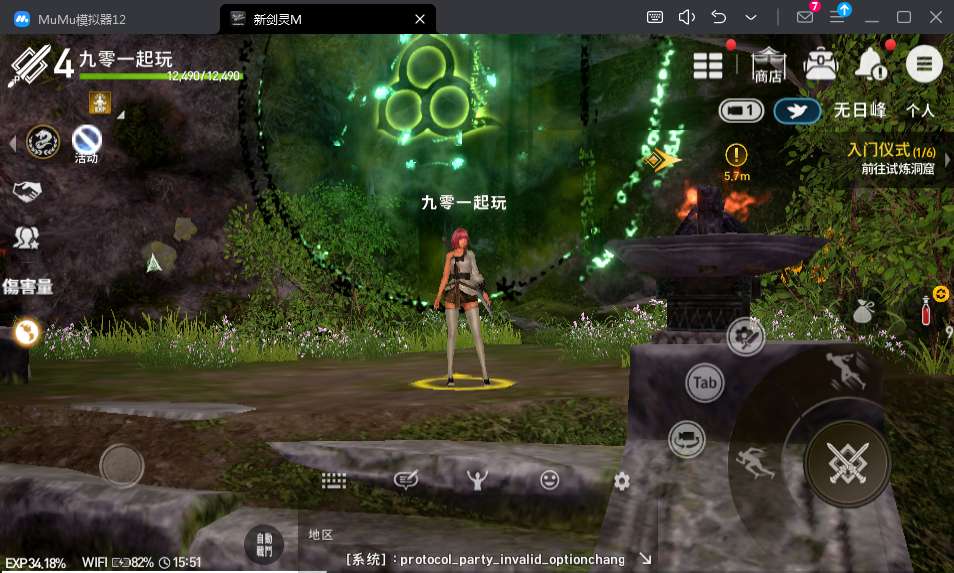 MuMu模拟器12
新剑灵M
7
4
九零一起玩
12,490/12,490
EXP
活动
傷害量
商店
1
无日峰
个人
入门仪式(1/6)
前往试炼洞窟
5.7m
九零一起玩
9
Tab
自動
戰鬥
地区
[系统] : protocol_party_invalid_optionchang
EXP34.18%
WIFI
82%
15:51